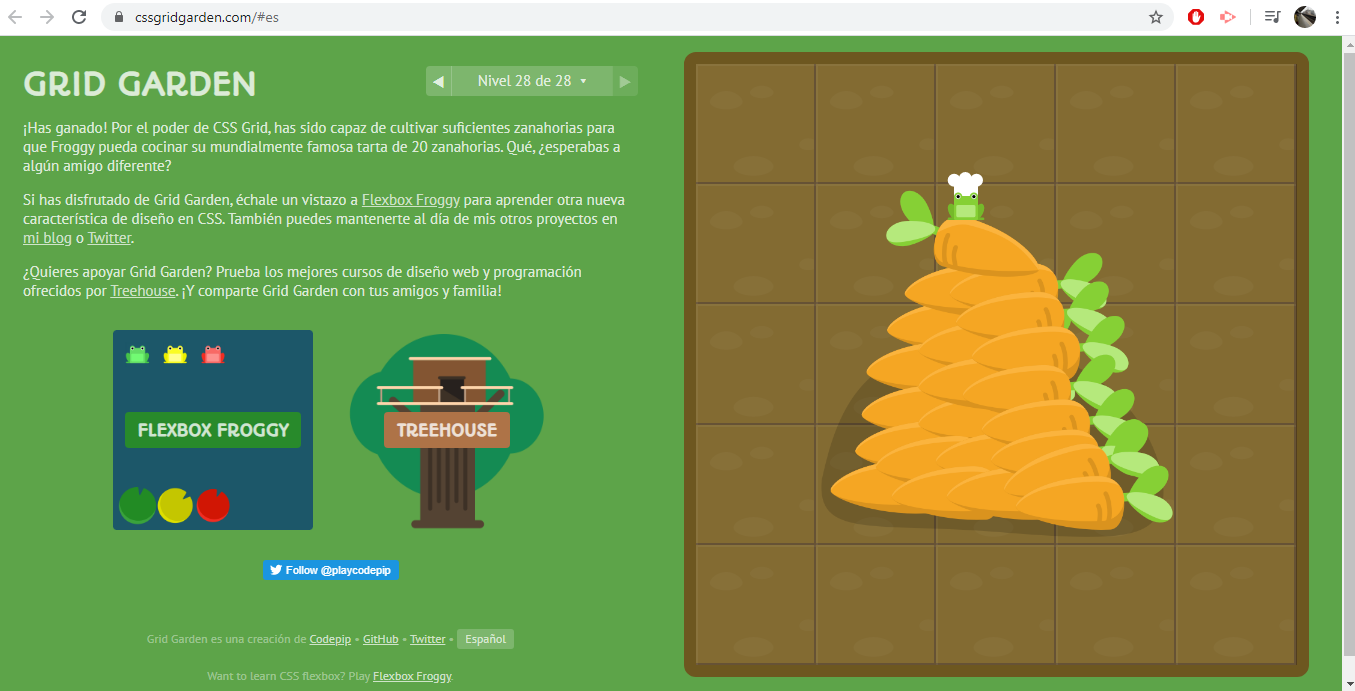 cssgridgarden.com/#es
GRID GARDEN
Nivel 28 de 28
¡Has ganado! Por el poder de CSS Grid, has sido capaz de cultivar suficientes zanahorias para
que Froggy pueda cocinar su mundialmente famosa tarta de 20 zanahorias. Qué, ¿esperabas a
algún amigo diferente?
Si has disfrutado de Grid Garden, échale un vistazo a Flexbox Froggy para aprender otra nueva
característica de diseño en CSS. También puedes mantenerte al día de mis otros proyectos en
mi blog o Twitter.
¿Quieres apoyar Grid Garden? Prueba los mejores cursos de diseño web y programación
ofrecidos por Treehouse. ¡Y comparte Grid Garden con tus amigos y familia!
FLEXBOX FROGGY
TREEHOUSE
Follow @playcodepip
Grid Garden es una creación de Codepip • GitHub • Twitter • Español
Want to learn CSS flexbox? Play Flexbox Froggy.